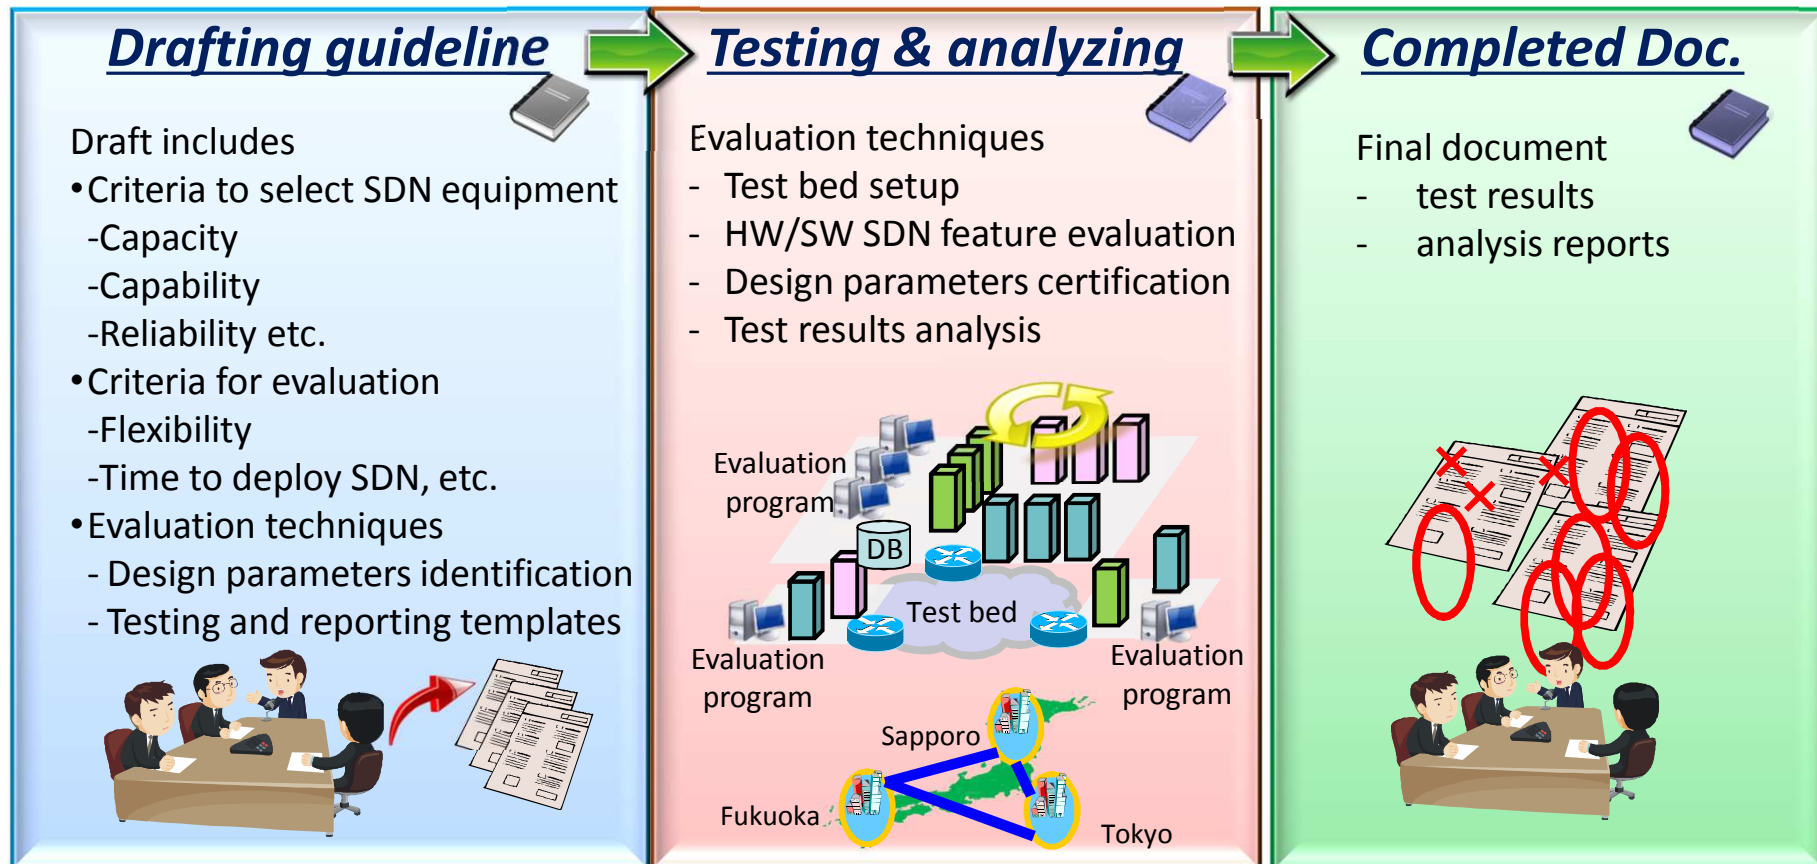 Drafting guideline
Draft includes
•Criteria to select SDN equipment
-Capacity
-Capability
-Reliability etc.
•Criteria for evaluation
-Flexibility
-Time to deploy SDN, etc.
•Evaluation techniques
- Design parameters identification
- Testing and reporting templates
Testing & analyzing
Evaluation techniques
- Test bed setup
- HW/SW SDN feature evaluation
- Design parameters certification
- Test results analysis
Evaluation
program
DB
Test bed
Evaluation
program
Evaluation
program
Sapporo
Fukuoka
Tokyo
Completed Doc.
Final document
- test results
- analysis reports